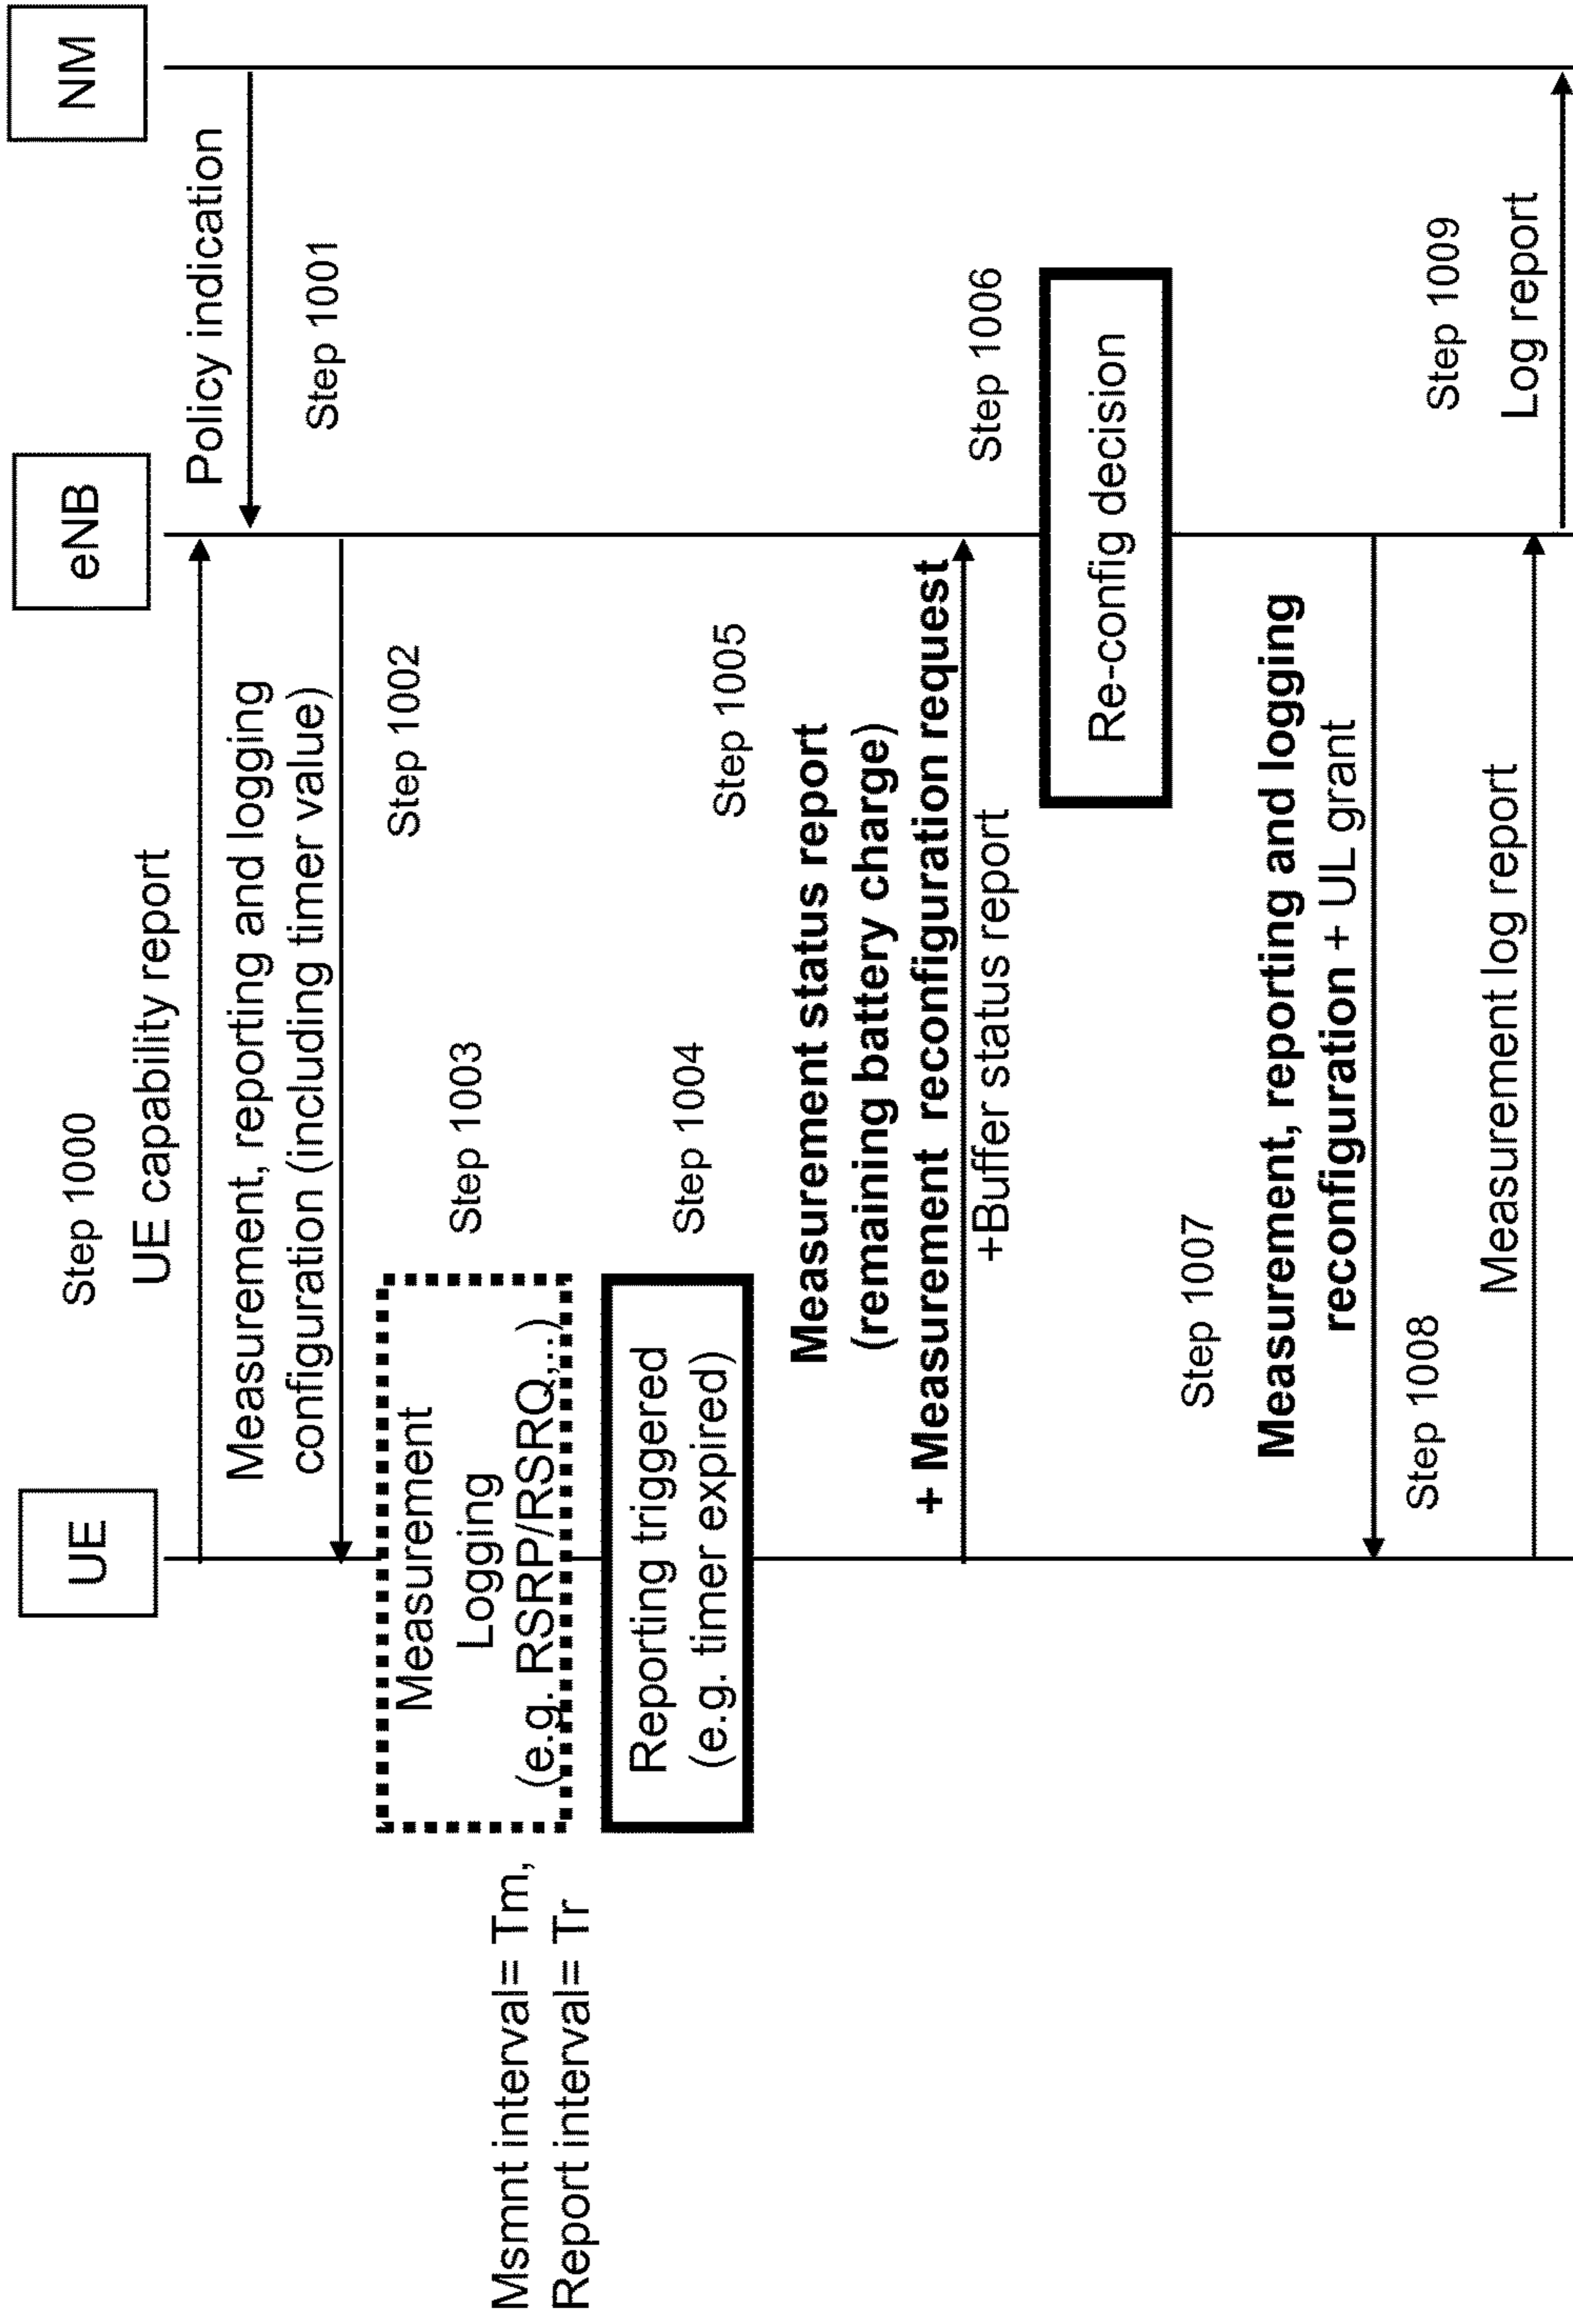 UE
eNB
NM
Step 1000
UE capability report
Policy indication
Step 1001
Measurement, reporting and logging
configuration (including timer value)
Step 1002
Measurement
Logging
(e.g. RSRP/RSRQ,..)
Step 1003
Msmnt interval= Tm,
Report interval= Tr
Reporting triggered
(e.g. timer expired)
Step 1004
Step 1005
Measurement status report
(remaining battery charge)
+ Measurement reconfiguration request
+Buffer status report
Step 1006
Re-config decision
Step 1007
Measurement, reporting and logging
reconfiguration + UL grant
Step 1008
Measurement log report
Step 1009
Log report